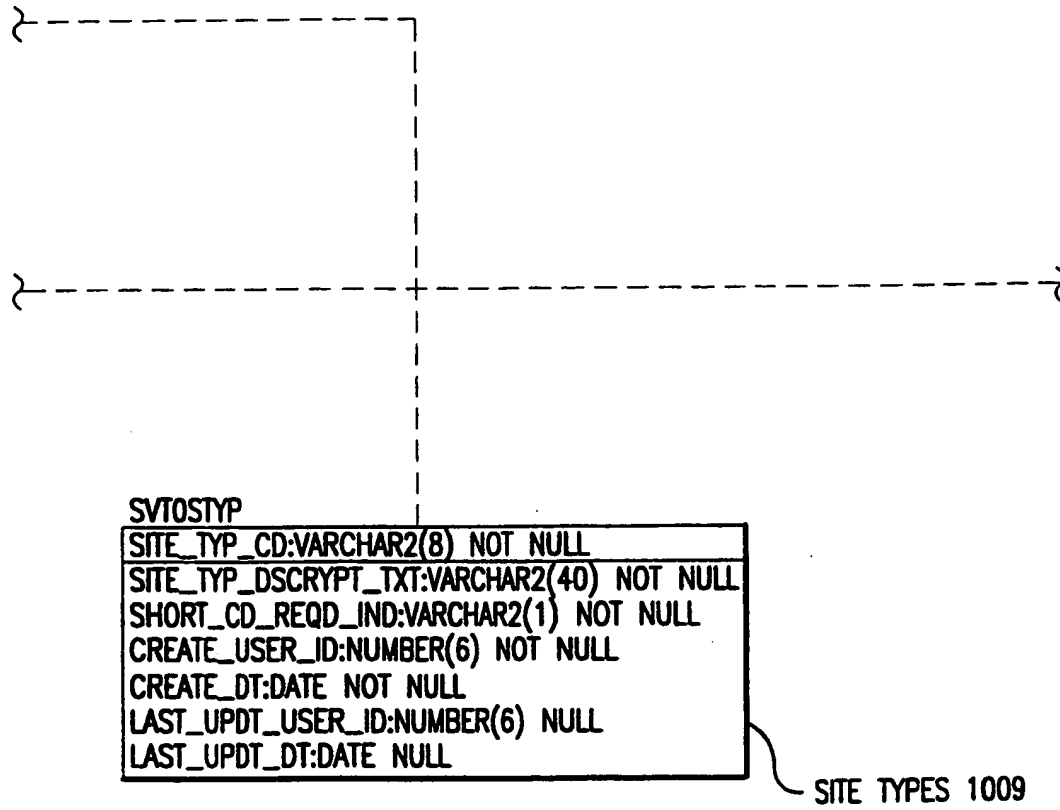 SVT0STYP
SITE_TYP_CD:VARCHAR2(8) NOT NULL
SITE_TYP_DSCRYPT_TXT:VARCHAR2(40) NOT NULL
SHORT_CD_REQD_IND:VARCHAR2(1) NOT NULL
CREATE_USER_ID:NUMBER(6) NOT NULL
CREATE_DT:DATE NOT NULL
LAST_UPDT_USER_ID:NUMBER(6) NULL
LAST_UPDT_DT:DATE NULL
SITE TYPES 1009